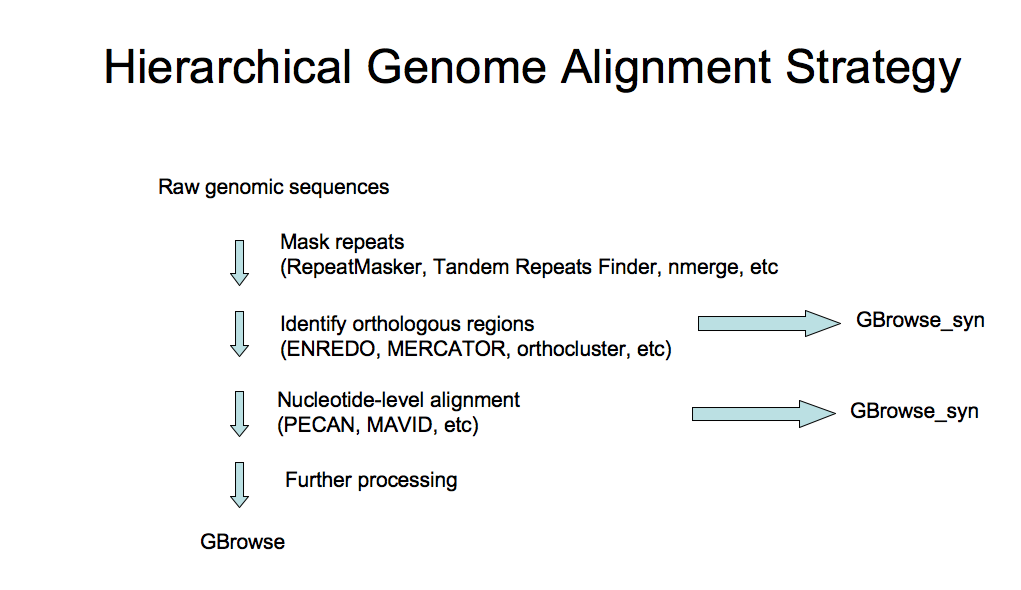 Hierarchical Genome Alignment Strategy
Raw genomic sequences
Mask repeats
(RepeatMasker, Tandem Repeats Finder, nmerge, etc
Identify orthologous regions
(ENREDO, MERCATOR, orthocluster, etc)
GBrowse_syn
Nucleotide-level alignment
(PECAN, MAVID, etc)
GBrowse_syn
Further processing
GBrowse